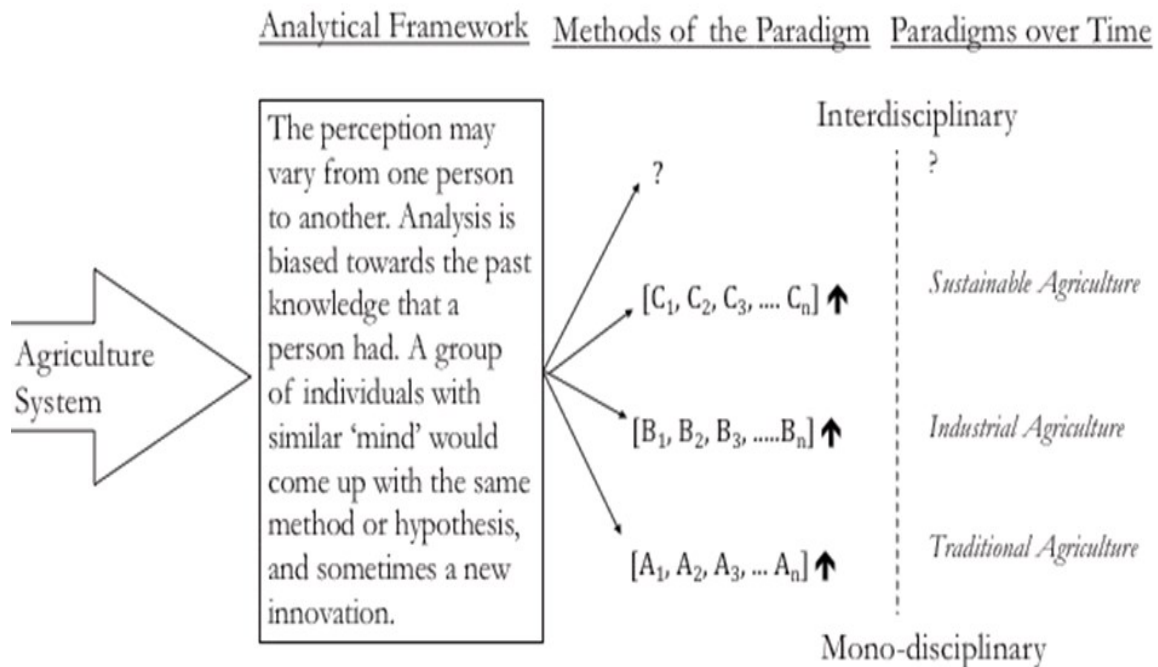 Analytical Framework
Methods of the Paradigm
Paradigms over Time
Agriculture
System
The perception may
vary from one person
to another. Analysis is
biased towards the past
knowledge that a
person had. A group
of individuals with
similar ‘mind’ would
come up with the same
method or hypothesis,
and sometimes a new
innovation.
?
[C₁, C₂, C₃, .... Cₙ]
[B₁, B₂, B₃, .....Bₙ]
[A₁, A₂, A₃, ... Aₙ]
Interdisciplinary
?
Sustainable Agriculture
Industrial Agriculture
Traditional Agriculture
Mono-disciplinary